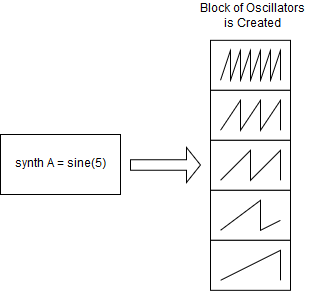 Block of Oscillators
is Created
synth A = sine(5)